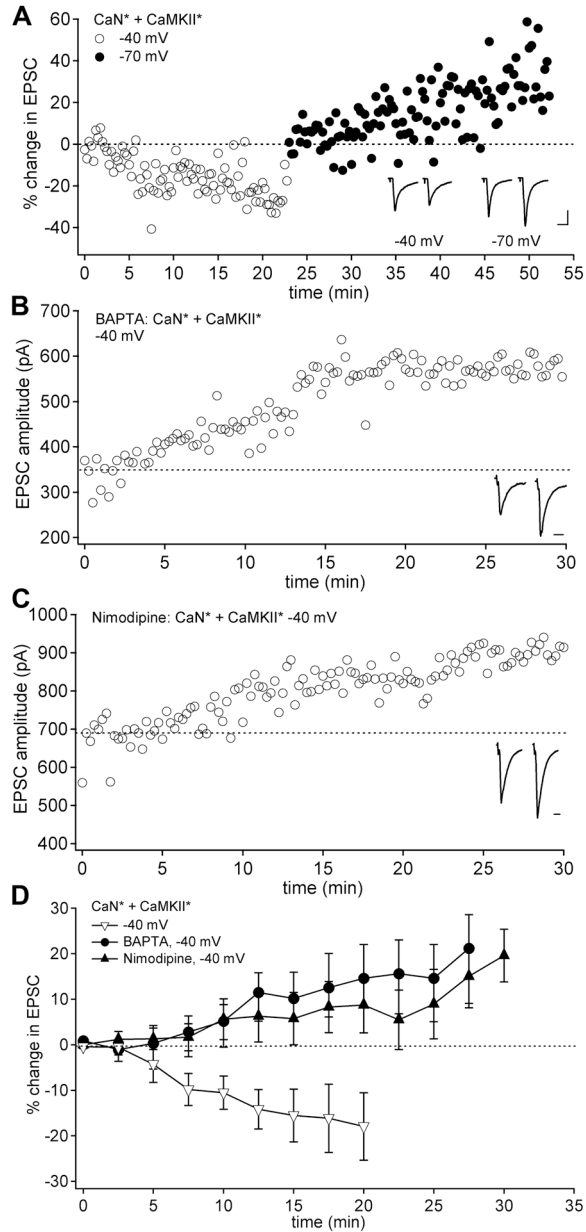 A
CaN* + CaMKII*
-40 mV
-70 mV
% change in EPSC
60
40
20
0
-20
-40
-40 mV
-70 mV
0 5 10 15 20 25 30 35 40 45 50 55
time (min)
B
BAPTA: CaN* + CaMKII*
-40 mV
EPSC amplitude (pA)
700
600
500
400
300
200
0 5 10 15 20 25 30
time (min)
C
Nimodipine: CaN* + CaMKII* -40 mV
EPSC amplitude (pA)
1000
900
800
700
600
500
400
0 5 10 15 20 25 30
time (min)
D
CaN* + CaMKII*
-40 mV
BAPTA, -40 mV
Nimodipine, -40 mV
% change in EPSC
30
20
10
0
-10
-20
-30
0 5 10 15 20 25 30 35
time (min)